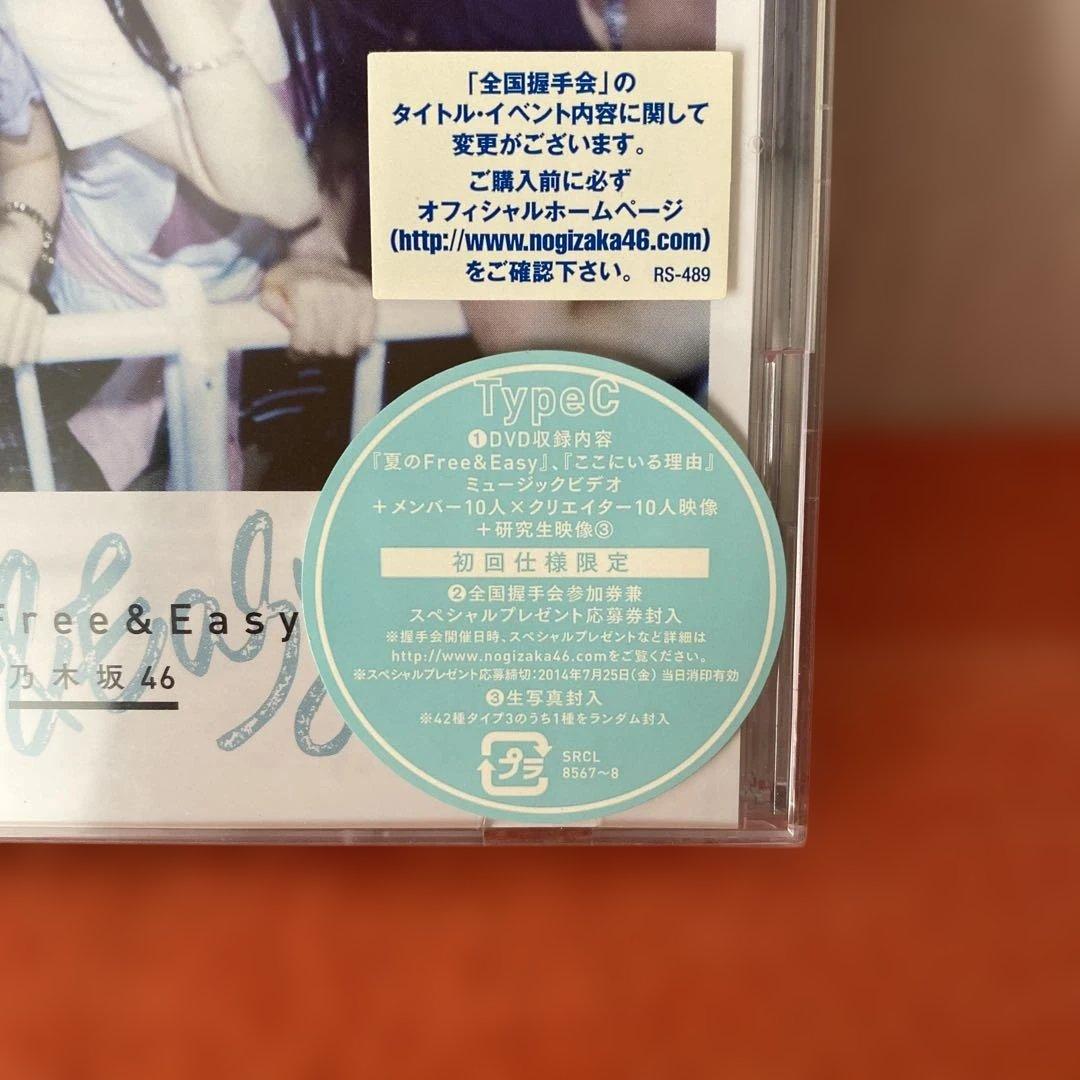 「全国握手会」の
タイトル・イベント内容に関して
変更がございます。
ご購入前に必ず
オフィシャルホームページ
(http://www.nogizaka46.com)
をご確認下さい。 RS-489
TypeC
❶DVD収録内容
『夏のFree&Easy』、『ここにいる理由』
ミュージックビデオ
＋メンバー10人×クリエイター10人映像
＋研究生映像③
初回仕様限定
❷全国握手会参加券兼
スペシャルプレゼント応募券封入
※握手会開催日時、スペシャルプレゼントなど詳細は
http://www.nogizaka46.comをご覧ください。
※スペシャルプレゼント応募締切:2014年7月25日(金) 当日消印有効
❸生写真封入
※42種タイプ3のうち1種をランダム封入
プラ
SRCL
8567〜8
Free&Easy
乃木坂46